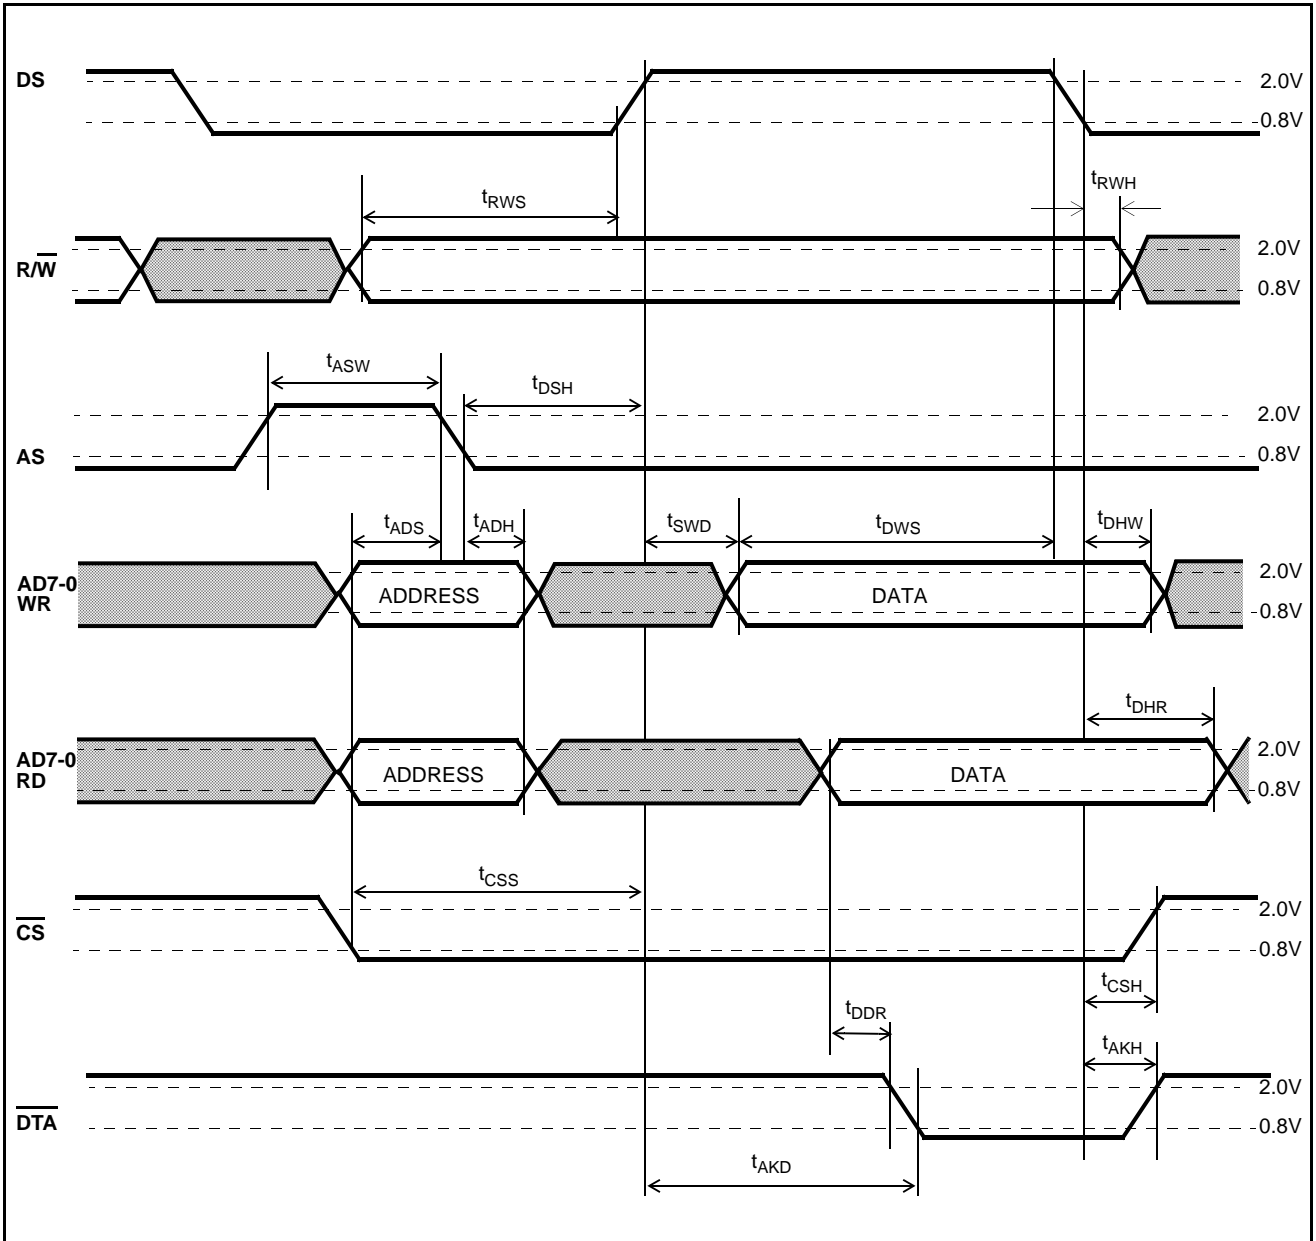 DS
2.0V
0.8V
tRWH
tRWS
R/W̅
2.0V
0.8V
tASW
tDSH
2.0V
AS
0.8V
tADS
tADH
tSWD
tDWS
tDHW
AD7-0
WR
ADDRESS
DATA
2.0V
0.8V
tDHR
AD7-0
RD
ADDRESS
DATA
2.0V
0.8V
tCSS
C̅S̅
2.0V
0.8V
tCSH
tDDR
tAKH
D̅T̅A̅
2.0V
0.8V
tAKD